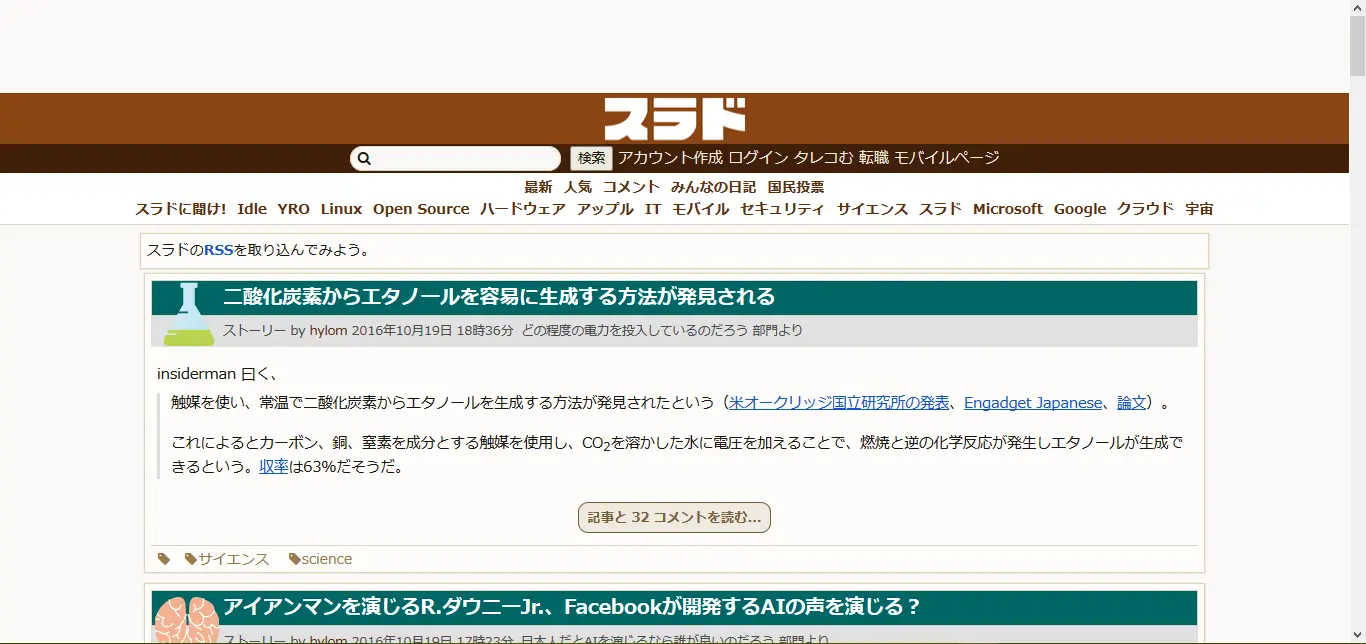 スラド
検索 アカウント作成 ログイン タレコむ 転職 モバイルページ
最新 人気 コメント みんなの日記 国民投票
スラドに聞け! Idle YRO Linux Open Source ハードウェア アップル IT モバイル セキュリティ サイエンス スラド Microsoft Google クラウド 宇宙
スラドのRSSを取り込んでみよう。
二酸化炭素からエタノールを容易に生成する方法が発見される
ストーリー by hylom 2016年10月19日 18時36分 どの程度の電力を投入しているのだろう 部門より
insiderman 曰く、
触媒を使い、常温で二酸化炭素からエタノールを生成する方法が発見されたという（米オークリッジ国立研究所の発表、Engadget Japanese、論文）。
これによるとカーボン、銅、窒素を成分とする触媒を使用し、CO2を溶かした水に電圧を加えることで、燃焼と逆の化学反応が発生しエタノールが生成で
きるという。収率は63%だそうだ。
記事と 32 コメントを読む...
サイエンス science
アイアンマンを演じるR.ダウニーJr.、Facebookが開発するAIの声を演じる？
ストーリー by hylom 2016年10月19日 17時23分 日本人だとAIを演じるなら誰が良いのだろう 部門より